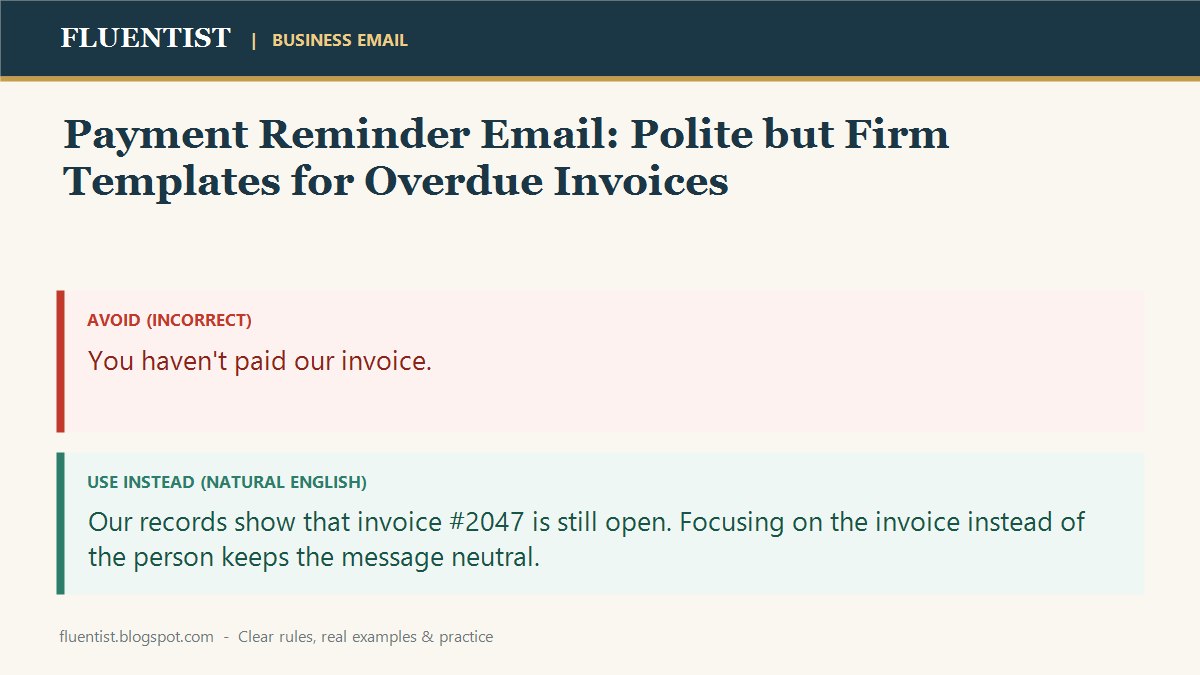 FLUENTIST | BUSINESS EMAIL
Payment Reminder Email: Polite but Firm
Templates for Overdue Invoices
AVOID (INCORRECT)
You haven't paid our invoice.
USE INSTEAD (NATURAL ENGLISH)
Our records show that invoice #2047 is still open. Focusing on the invoice instead of
the person keeps the message neutral.
fluentist.blogspot.com - Clear rules, real examples & practice